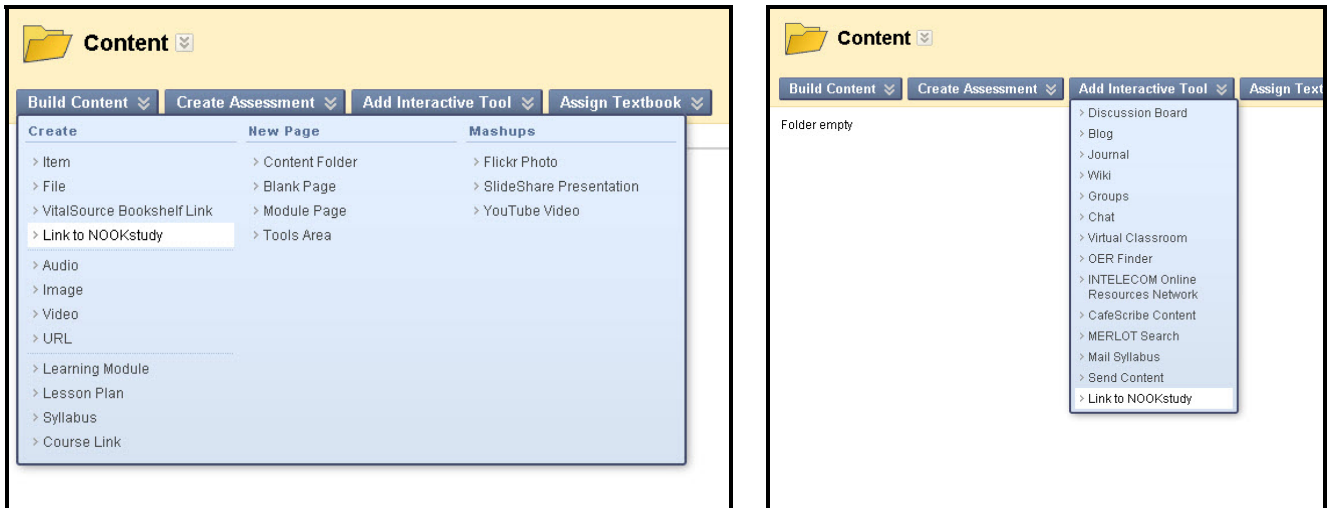 Content
Build Content
Create Assessment
Add Interactive Tool
Assign Textbook
Create
Item
File
VitalSource Bookshelf Link
Link to NOOKstudy
Audio
Image
Video
URL
Learning Module
Lesson Plan
Syllabus
Course Link
New Page
Content Folder
Blank Page
Module Page
Tools Area
Mashups
Flickr Photo
SlideShare Presentation
YouTube Video
Content
Build Content
Create Assessment
Add Interactive Tool
Assign Text
Folder empty
Discussion Board
Blog
Journal
Wiki
Groups
Chat
Virtual Classroom
OER Finder
INTELECOM Online
Resources Network
CafeScribe Content
MERLOT Search
Mail Syllabus
Send Content
Link to NOOKstudy